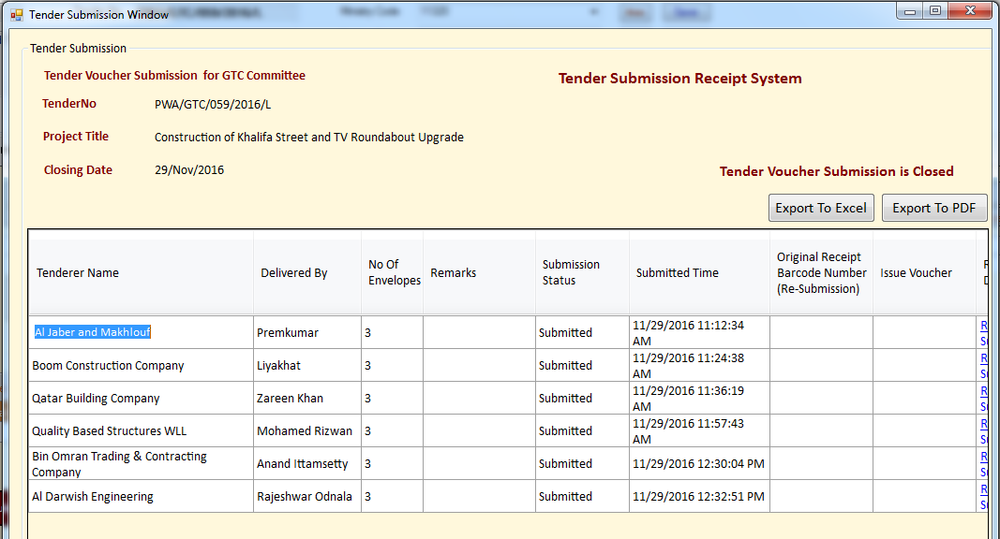 Tender Submission Window
Tender Submission
Tender Voucher Submission for GTC Committee
Tender Submission Receipt System
TenderNo PWA/GTC/059/2016/L
Project Title Construction of Khalifa Street and TV Roundabout Upgrade
Closing Date 29/Nov/2016
Tender Voucher Submission is Closed
Export To Excel Export To PDF
Tenderer Name
Delivered By
No Of
Envelopes
Remarks
Submission
Status
Submitted Time
Original Receipt
Barcode Number
(Re-Submission)
Issue Voucher
Al Jaber and Makhlouf Premkumar 3 Submitted 11/29/2016 11:12:34
AM
Boom Construction Company Liyakhat 3 Submitted 11/29/2016 11:24:38
AM
Qatar Building Company Zareen Khan 3 Submitted 11/29/2016 11:36:19
AM
Quality Based Structures WLL Mohamed Rizwan 3 Submitted 11/29/2016 11:57:43
AM
Bin Omran Trading & Contracting
Company
Anand Ittamsetty 3 Submitted 11/29/2016 12:30:04 PM
Al Darwish Engineering Rajeshwar Odnala 3 Submitted 11/29/2016 12:32:51 PM